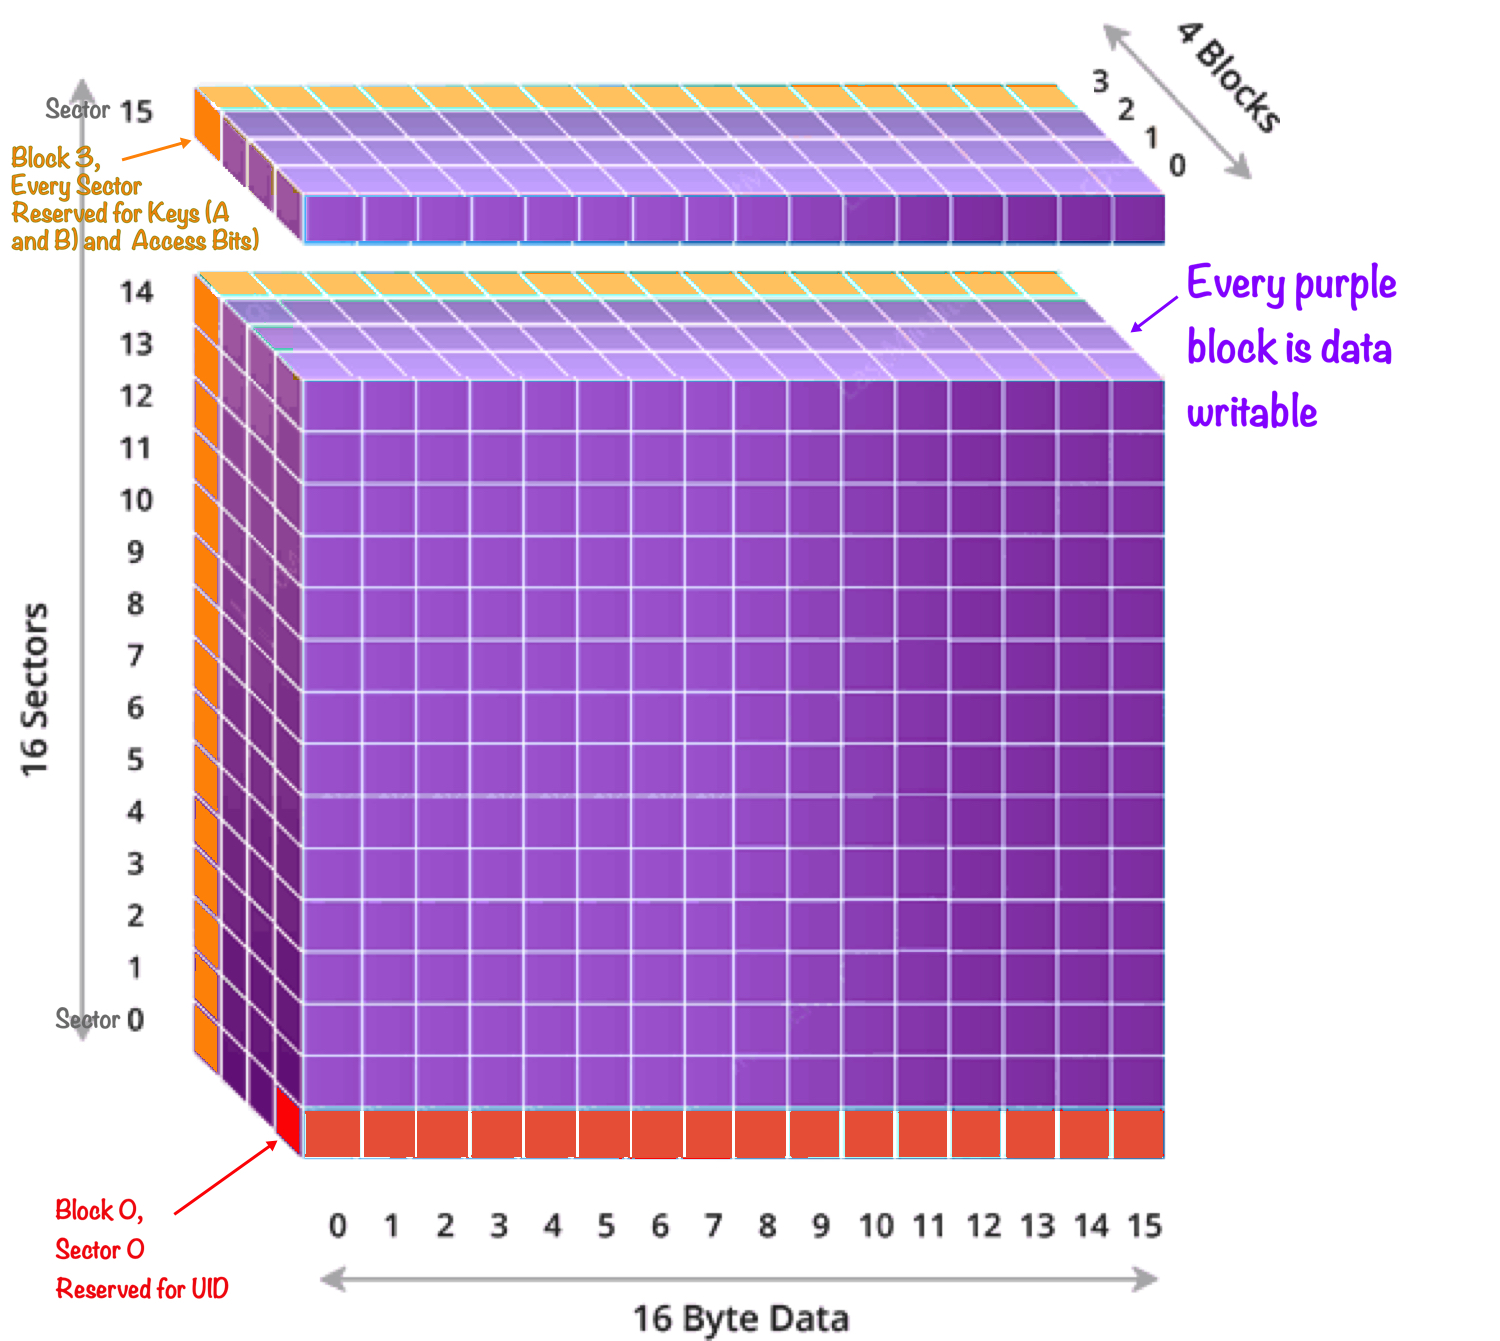 4 Blocks
3
2
1
0
Sector 15
Block 3,
Every Sector
Reserved for Keys (A
and B) and Access Bits)
14
13
12
11
10
9
8
7
6
5
4
3
2
1
Sector 0
16 Sectors
Every purple
block is data
writable
Block 0,
Sector 0
Reserved for UID
0 1 2 3 4 5 6 7 8 9 10 11 12 13 14 15
16 Byte Data